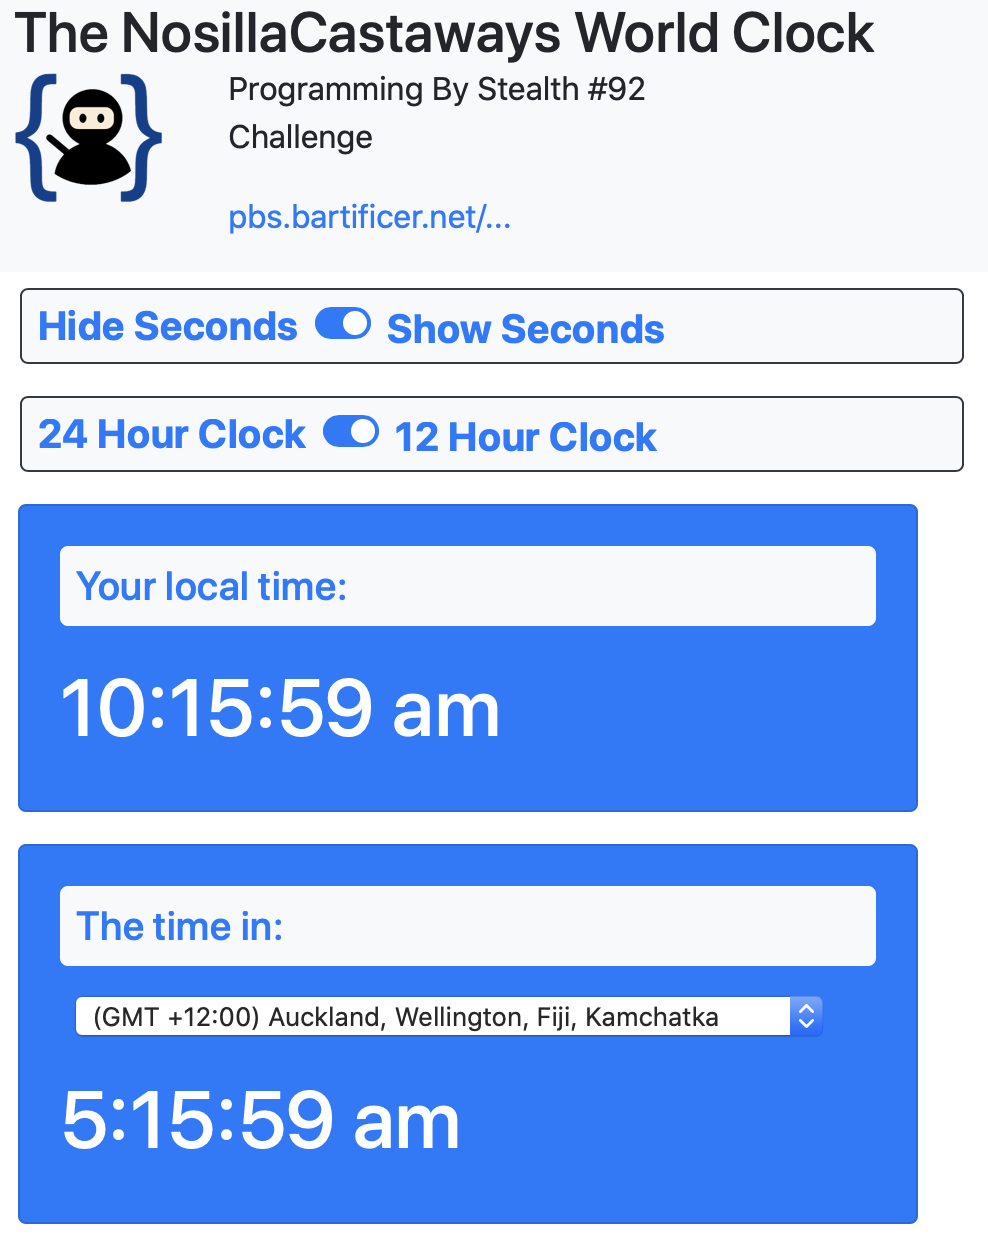 The NosillaCastaways World Clock
Programming By Stealth #92
Challenge
pbs.bartificer.net/...
Hide Seconds Show Seconds
24 Hour Clock 12 Hour Clock
Your local time:
10:15:59 am
The time in:
(GMT +12:00) Auckland, Wellington, Fiji, Kamchatka
5:15:59 am